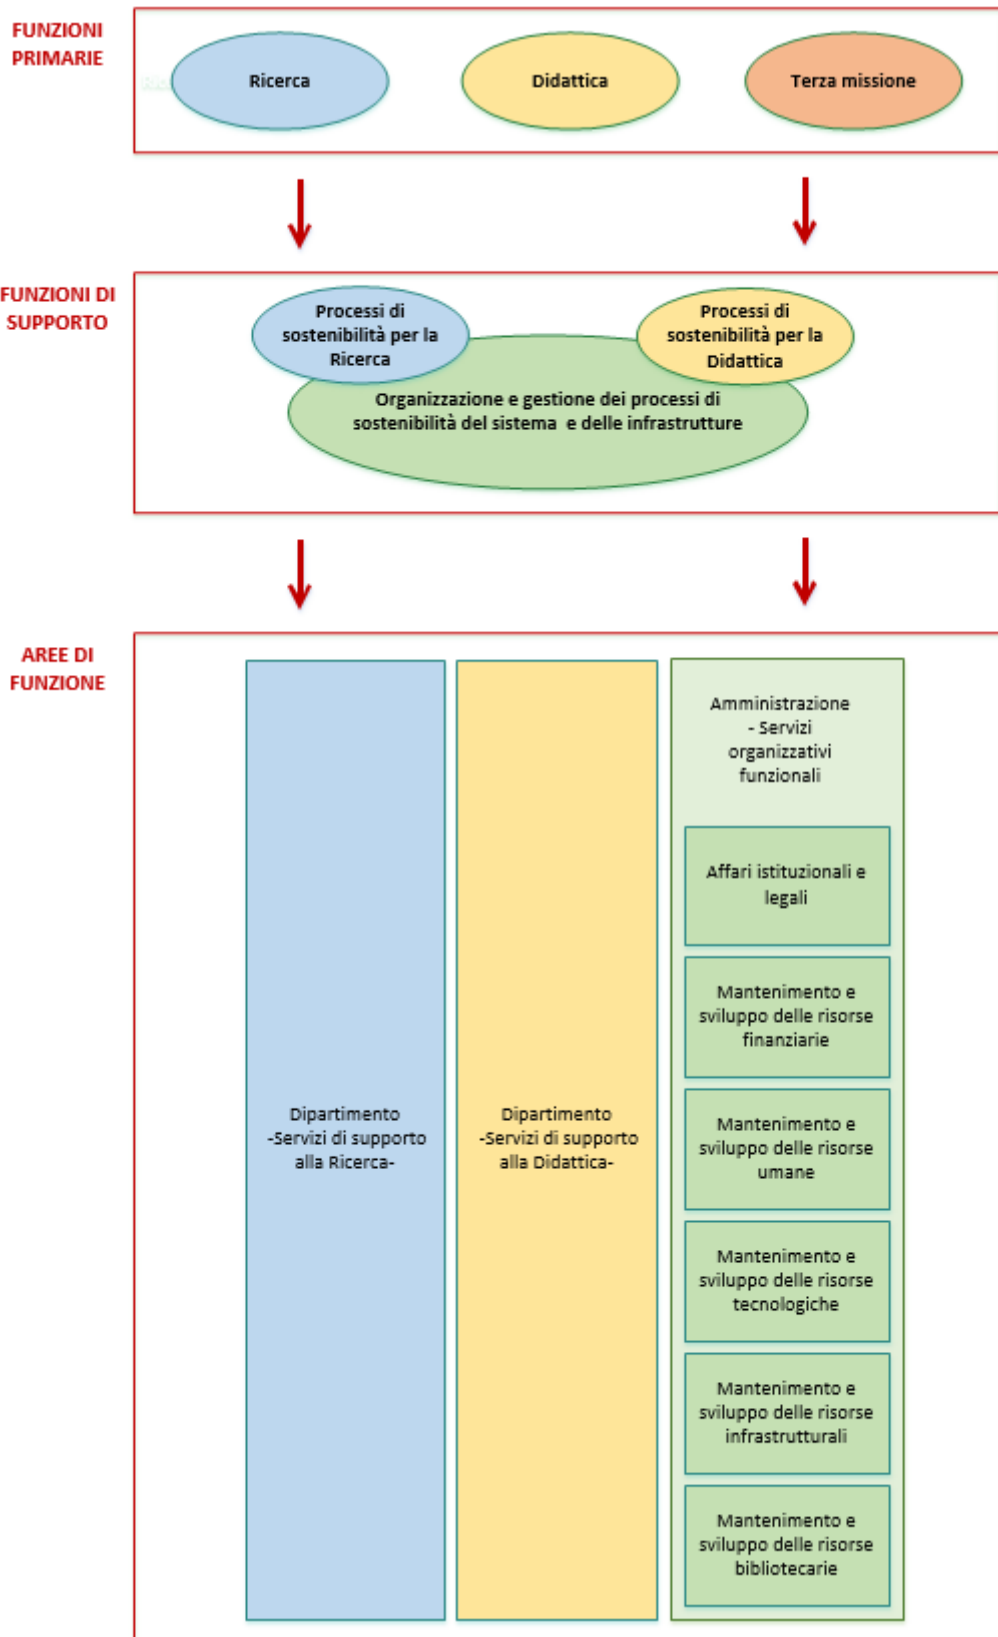 FUNZIONI
PRIMARIE
Ricerca
Didattica
Terza missione
FUNZIONI DI
SUPPORTO
Processi di
sostenibilità per la
Ricerca
Processi di
sostenibilità per la
Didattica
Organizzazione e gestione dei processi di
sostenibilità del sistema e delle infrastrutture
AREE DI
FUNZIONE
Dipartimento
-Servizi di supporto
alla Ricerca-
Dipartimento
-Servizi di supporto
alla Didattica-
Amministrazione
- Servizi
organizzativi
funzionali
Affari istituzionali e
legali
Mantenimento e
sviluppo delle risorse
finanziarie
Mantenimento e
sviluppo delle risorse
umane
Mantenimento e
sviluppo delle risorse
tecnologiche
Mantenimento e
sviluppo delle risorse
infrastrutturali
Mantenimento e
sviluppo delle risorse
bibliotecarie